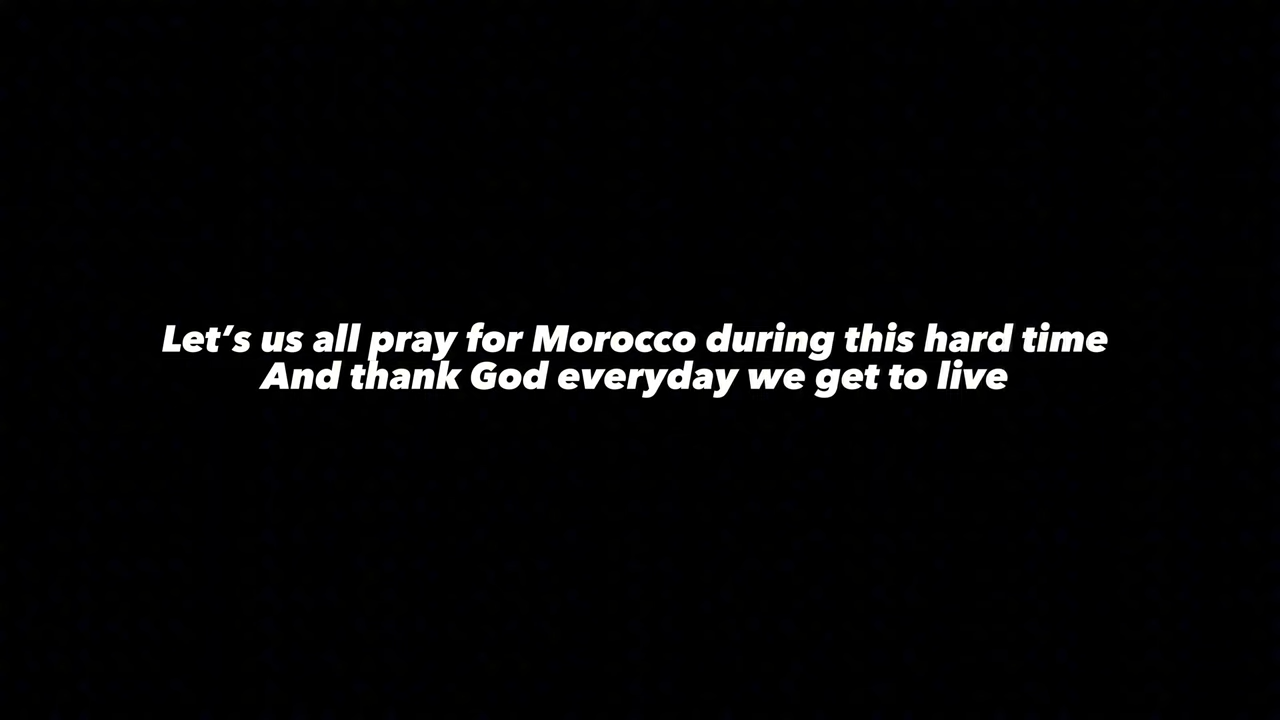 Let’s us all pray for Morocco during this hard time
And thank God everyday we get to live